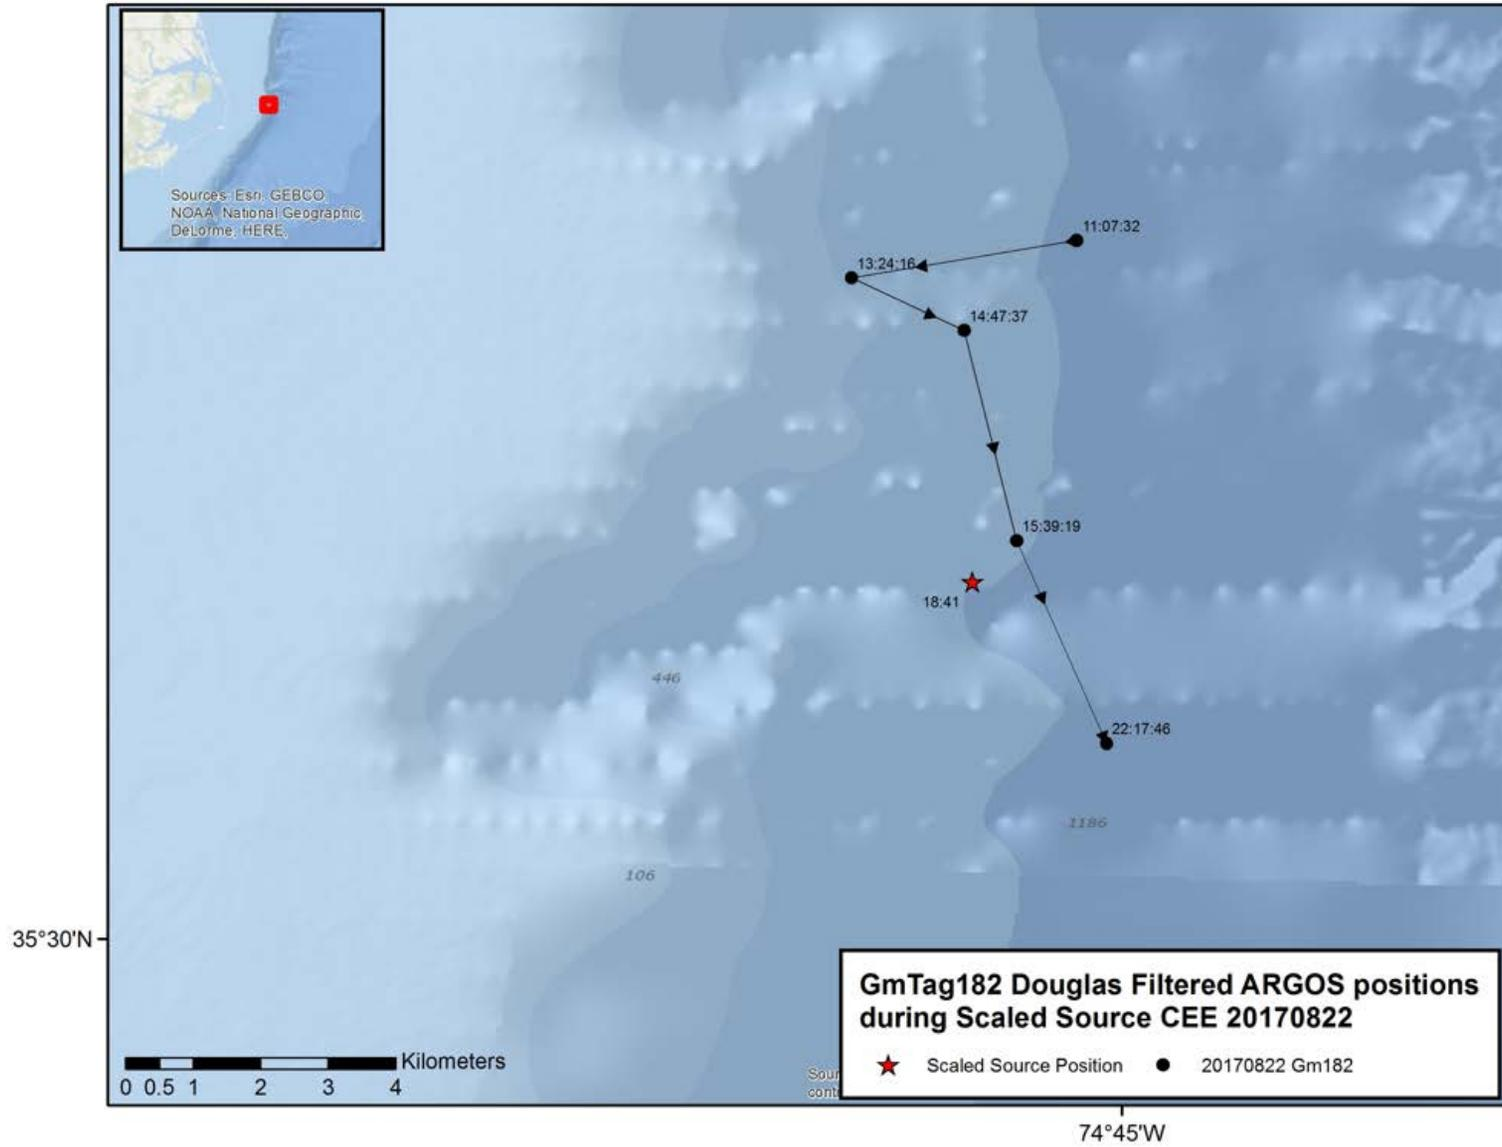 Sources: Esri, GEBCO,
NOAA, National Geographic,
DeLorme, HERE,
11:07:32
13:24:16
14:47:37
15:39:19
18:41
446
22:17:46
1186
106
35°30'N
GmTag182 Douglas Filtered ARGOS positions
during Scaled Source CEE 20170822
Scaled Source Position
20170822 Gm182
Kilometers
0 0.5 1 2 3 4
74°45'W